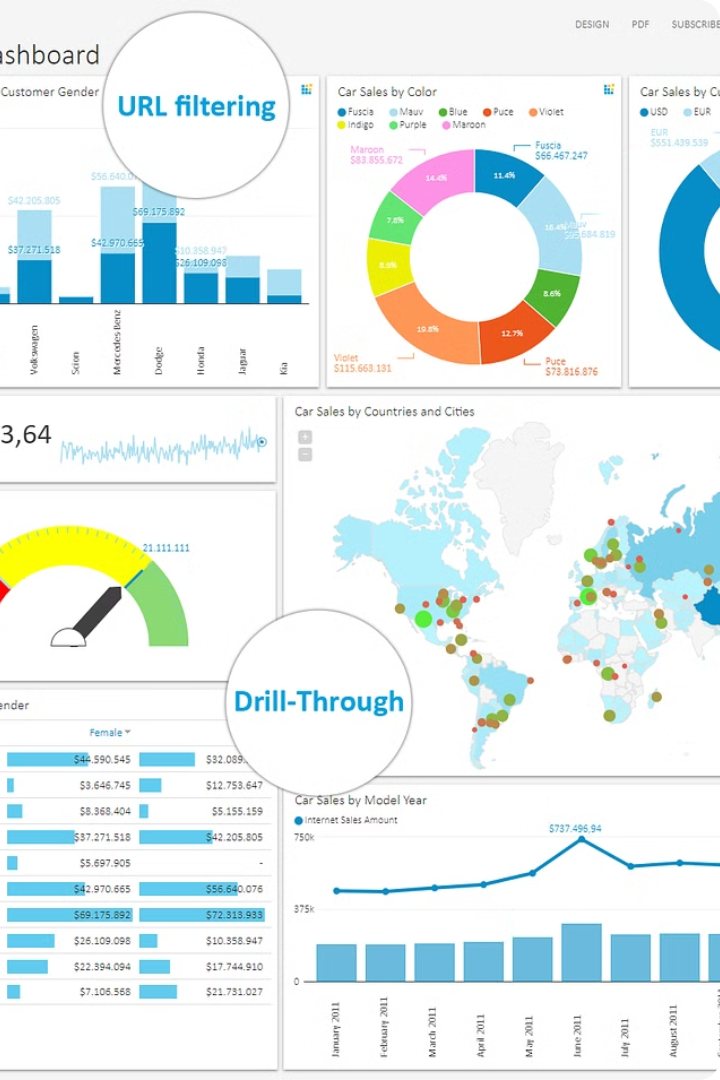 DESIGN PDF SUBSCRIBE
ashboard
Customer Gender
URL filtering
$42.205.805
$37.271.518
$42.970.665
$69.175.892
10.358.947
$26.109.098
Volkswagen
Scion
Mercedes-Benz
Dodge
Honda
Jaguar
Kia
Car Sales by Color
Fuscia Mauv Blue Puce Violet
Indigo Purple Maroon
Maroon
$83.855.672
Fuscia
$66.467.247
14.4%
11.4%
7.8%
8.6%
19.8%
12.7%
Violet
$115.663.131
Puce
$73.816.876
Car Sales by Cu
USD EUR
EUR
$551.439.539
3,64
21.111.111
Car Sales by Countries and Cities
+
−
Drill-Through
ender
Female
$44.590.545 $32.089.
$3.646.745 $12.753.647
$8.368.404 $5.155.159
$37.271.518 $42.205.805
$5.697.905 -
$42.970.665 $56.640.076
$69.175.892 $72.313.933
$26.109.098 $10.358.947
$22.394.094 $17.744.910
$7.106.568 $21.731.027
Car Sales by Model Year
Internet Sales Amount
$737.496,94
750k
375k
0
January 2011
February 2011
March 2011
April 2011
May 2011
June 2011
July 2011
August 2011